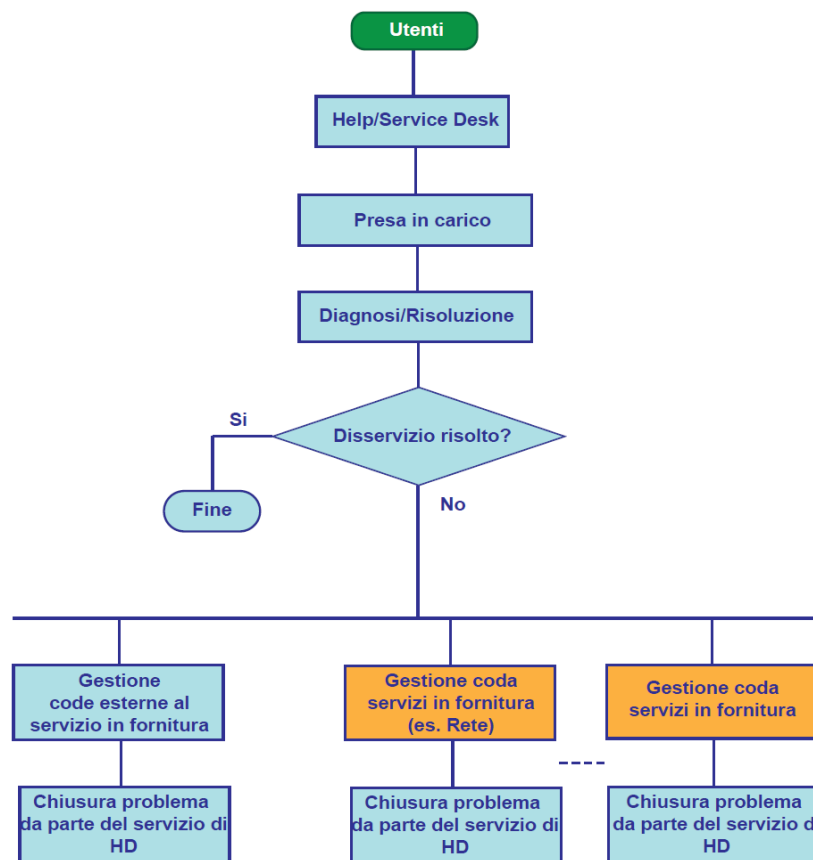 Utenti
Help/Service Desk
Presa in carico
Diagnosi/Risoluzione
Si
Disservizio risolto?
Fine
No
Gestione
code esterne al
servizio in fornitura
Gestione coda
servizi in fornitura
(es. Rete)
Gestione coda
servizi in fornitura
Chiusura problema
da parte del servizio di
HD
Chiusura problema
da parte del servizio di
HD
Chiusura problema
da parte del servizio d
HD